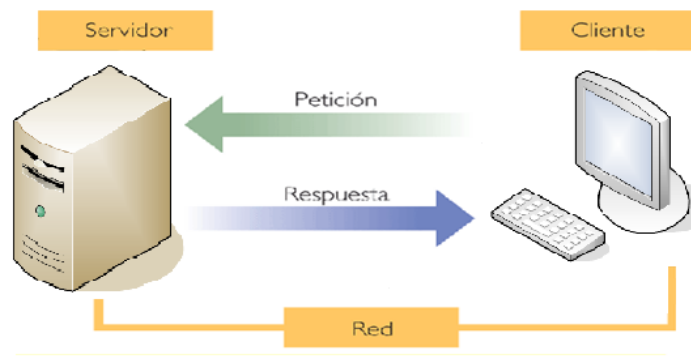 Servidor
Cliente
Petición
Respuesta
Red